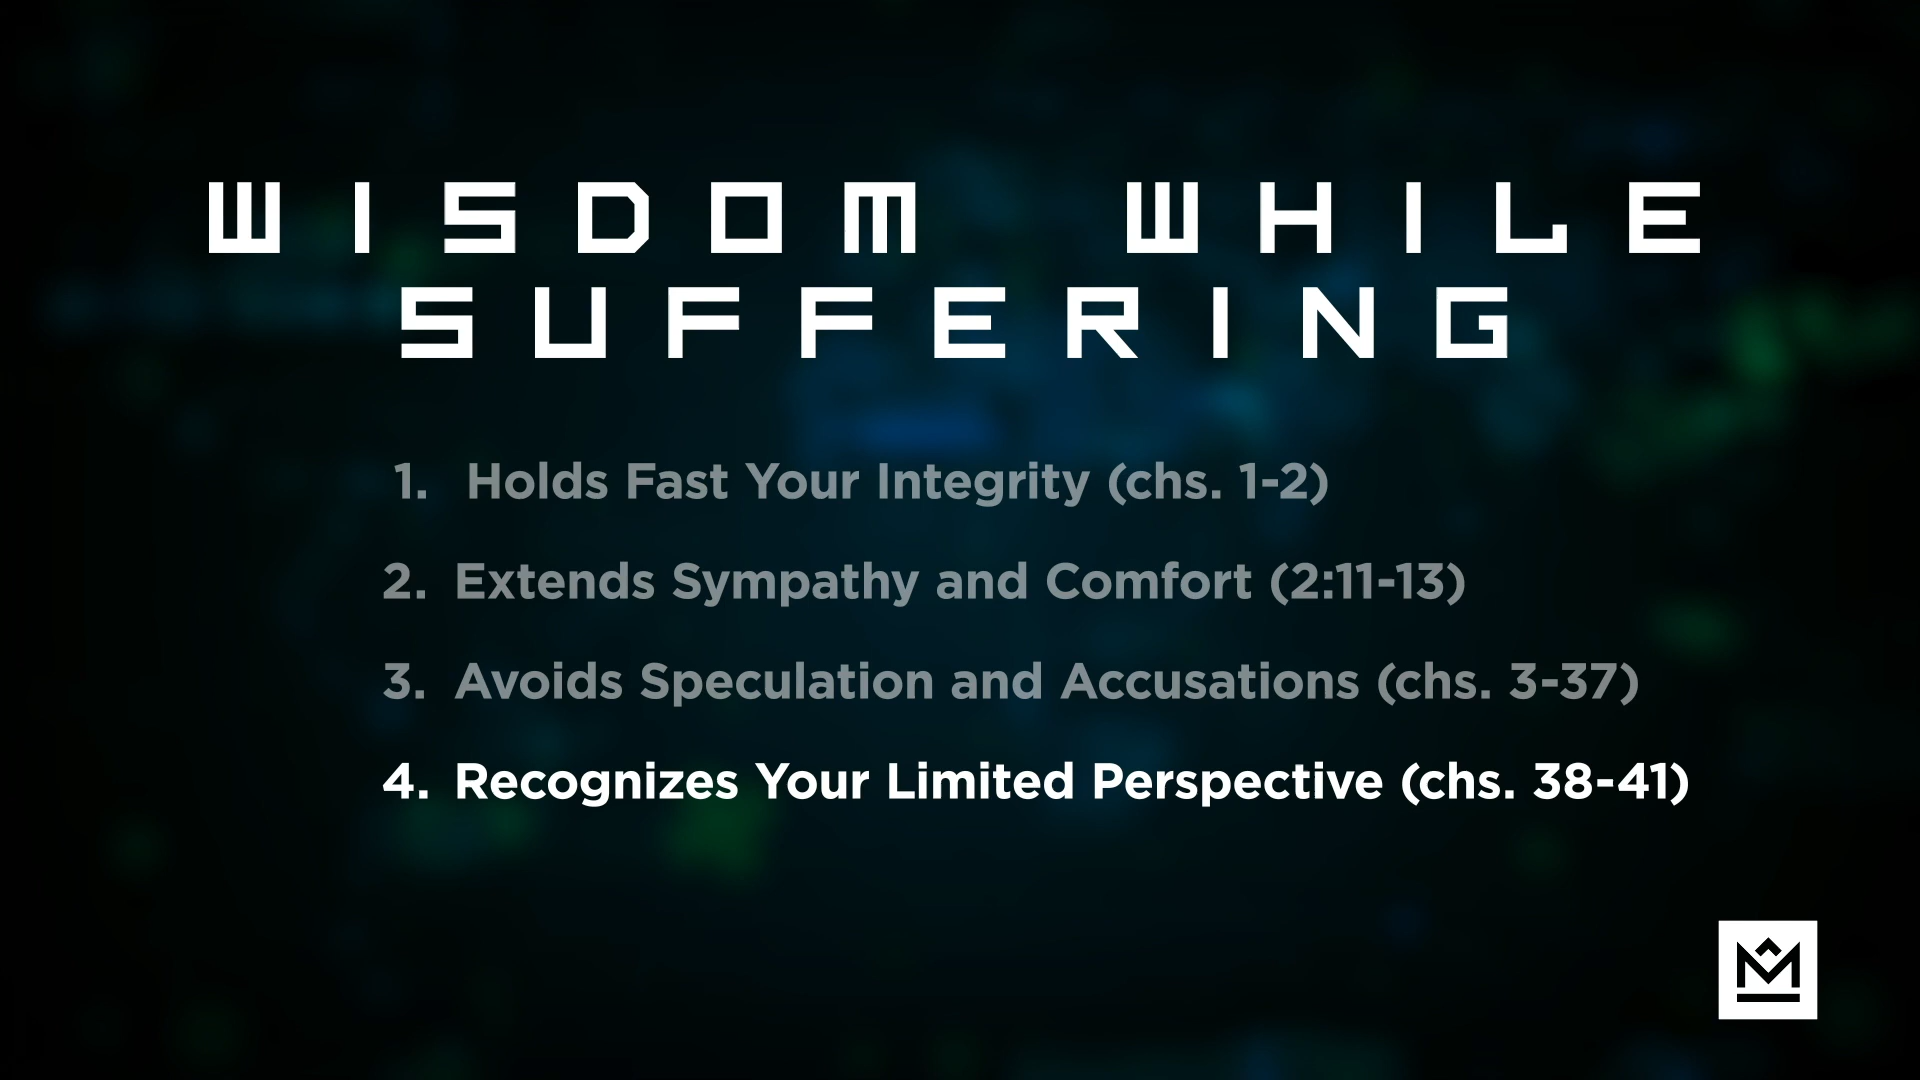 WISDOM WHILE
SUFFERING
1. Holds Fast Your Integrity (chs. 1-2)
2. Extends Sympathy and Comfort (2:11-13)
3. Avoids Speculation and Accusations (chs. 3-37)
4. Recognizes Your Limited Perspective (chs. 38-41)